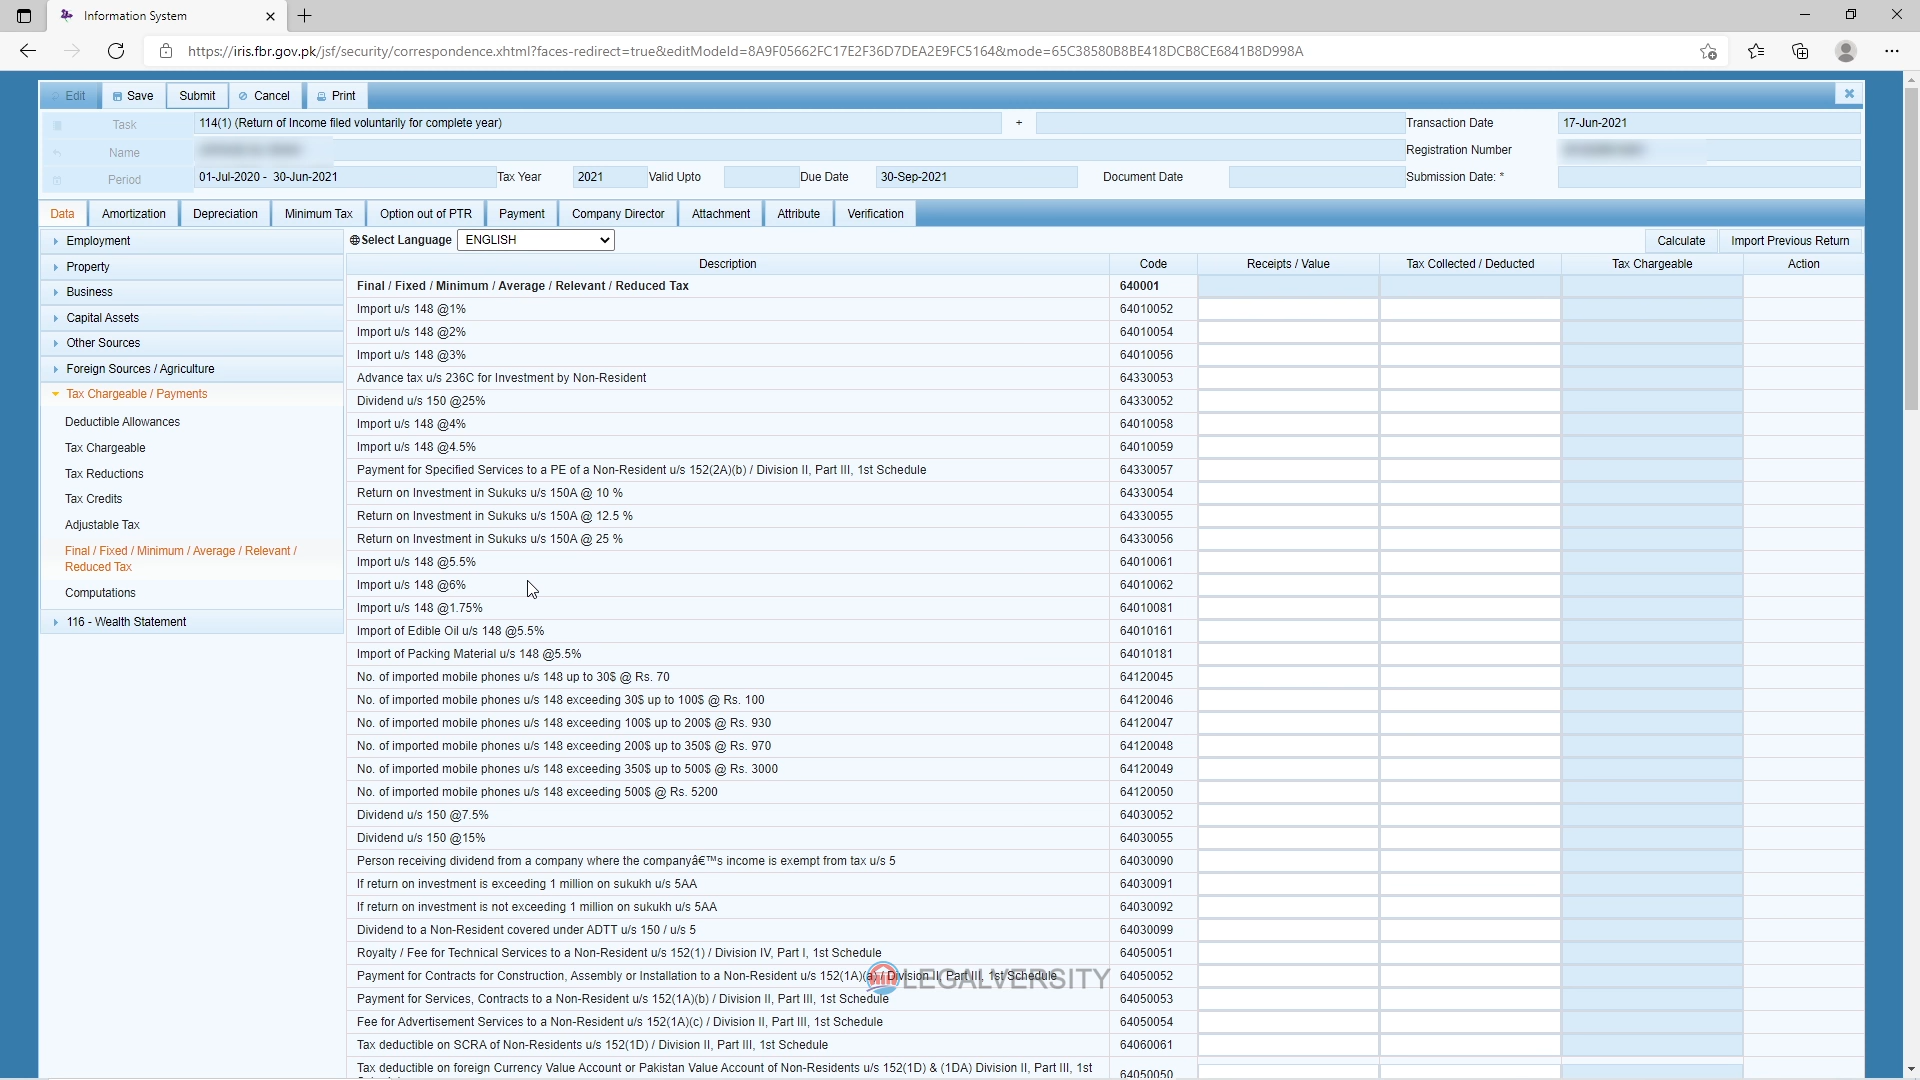 Information System
https://iris.fbr.gov.pk/jsf/security/correspondence.xhtml?faces-redirect=true&editModeId=8A9F05662FC17E2F36D7DEA2E9FC5164&mode=65C38580B8BE418DCB8CE6841B8D998A
Edit Save Submit Cancel Print
Task 114(1) (Return of Income filed voluntarily for complete year) + Transaction Date 17-Jun-2021
Name Registration Number
Period 01-Jul-2020 - 30-Jun-2021 Tax Year 2021 Valid Upto Due Date 30-Sep-2021 Document Date Submission Date: *
Data Amortization Depreciation Minimum Tax Option out of PTR Payment Company Director Attachment Attribute Verification
Employment
Property
Business
Capital Assets
Other Sources
Foreign Sources / Agriculture
Tax Chargeable / Payments
Deductible Allowances
Tax Chargeable
Tax Reductions
Tax Credits
Adjustable Tax
Final / Fixed / Minimum / Average / Relevant /
Reduced Tax
Computations
116 - Wealth Statement
Select Language ENGLISH Calculate Import Previous Return
Description Code Receipts / Value Tax Collected / Deducted Tax Chargeable Action
Final / Fixed / Minimum / Average / Relevant / Reduced Tax 640001
Import u/s 148 @1% 64010052
Import u/s 148 @2% 64010054
Import u/s 148 @3% 64010056
Advance tax u/s 236C for Investment by Non-Resident 64330053
Dividend u/s 150 @25% 64330052
Import u/s 148 @4% 64010058
Import u/s 148 @4.5% 64010059
Payment for Specified Services to a PE of a Non-Resident u/s 152(2A)(b) / Division II, Part III, 1st Schedule 64330057
Return on Investment in Sukuks u/s 150A @ 10 % 64330054
Return on Investment in Sukuks u/s 150A @ 12.5 % 64330055
Return on Investment in Sukuks u/s 150A @ 25 % 64330056
Import u/s 148 @5.5% 64010061
Import u/s 148 @6% 64010062
Import u/s 148 @1.75% 64010081
Import of Edible Oil u/s 148 @5.5% 64010161
Import of Packing Material u/s 148 @5.5% 64010181
No. of imported mobile phones u/s 148 up to 30$ @ Rs. 70 64120045
No. of imported mobile phones u/s 148 exceeding 30$ up to 100$ @ Rs. 100 64120046
No. of imported mobile phones u/s 148 exceeding 100$ up to 200$ @ Rs. 930 64120047
No. of imported mobile phones u/s 148 exceeding 200$ up to 350$ @ Rs. 970 64120048
No. of imported mobile phones u/s 148 exceeding 350$ up to 500$ @ Rs. 3000 64120049
No. of imported mobile phones u/s 148 exceeding 500$ @ Rs. 5200 64120050
Dividend u/s 150 @7.5% 64030052
Dividend u/s 150 @15% 64030055
Person receiving dividend from a company where the companyâ€™s income is exempt from tax u/s 5 64030090
If return on investment is exceeding 1 million on sukukh u/s 5AA 64030091
If return on investment is not exceeding 1 million on sukukh u/s 5AA 64030092
Dividend to a Non-Resident covered under ADTT u/s 150 / u/s 5 64030099
Royalty / Fee for Technical Services to a Non-Resident u/s 152(1) / Division IV, Part I, 1st Schedule 64050051
Payment for Contracts for Construction, Assembly or Installation to a Non-Resident u/s 152(1A)(a) / Division II, Part III, 1st Schedule 64050052
LEGALVERSITY
Payment for Services, Contracts to a Non-Resident u/s 152(1A)(b) / Division II, Part III, 1st Schedule 64050053
Fee for Advertisement Services to a Non-Resident u/s 152(1A)(c) / Division II, Part III, 1st Schedule 64050054
Tax deductible on SCRA of Non-Residents u/s 152(1D) / Division II, Part III, 1st Schedule 64060061
Tax deductible on foreign Currency Value Account or Pakistan Value Account of Non-Residents u/s 152(1D) & (1DA) Division II, Part III, 1st 64050050